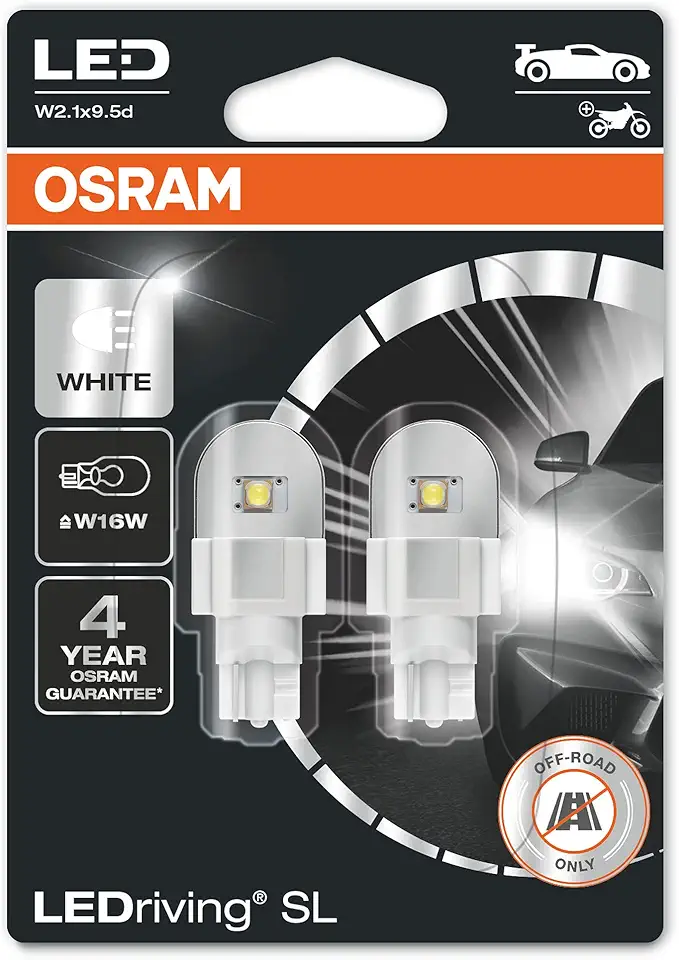 LED
W2.1x9.5d
OSRAM
WHITE
≙W16W
4
YEAR
OSRAM
GUARANTEE*
OFF-ROAD
ONLY
LEDriving® SL